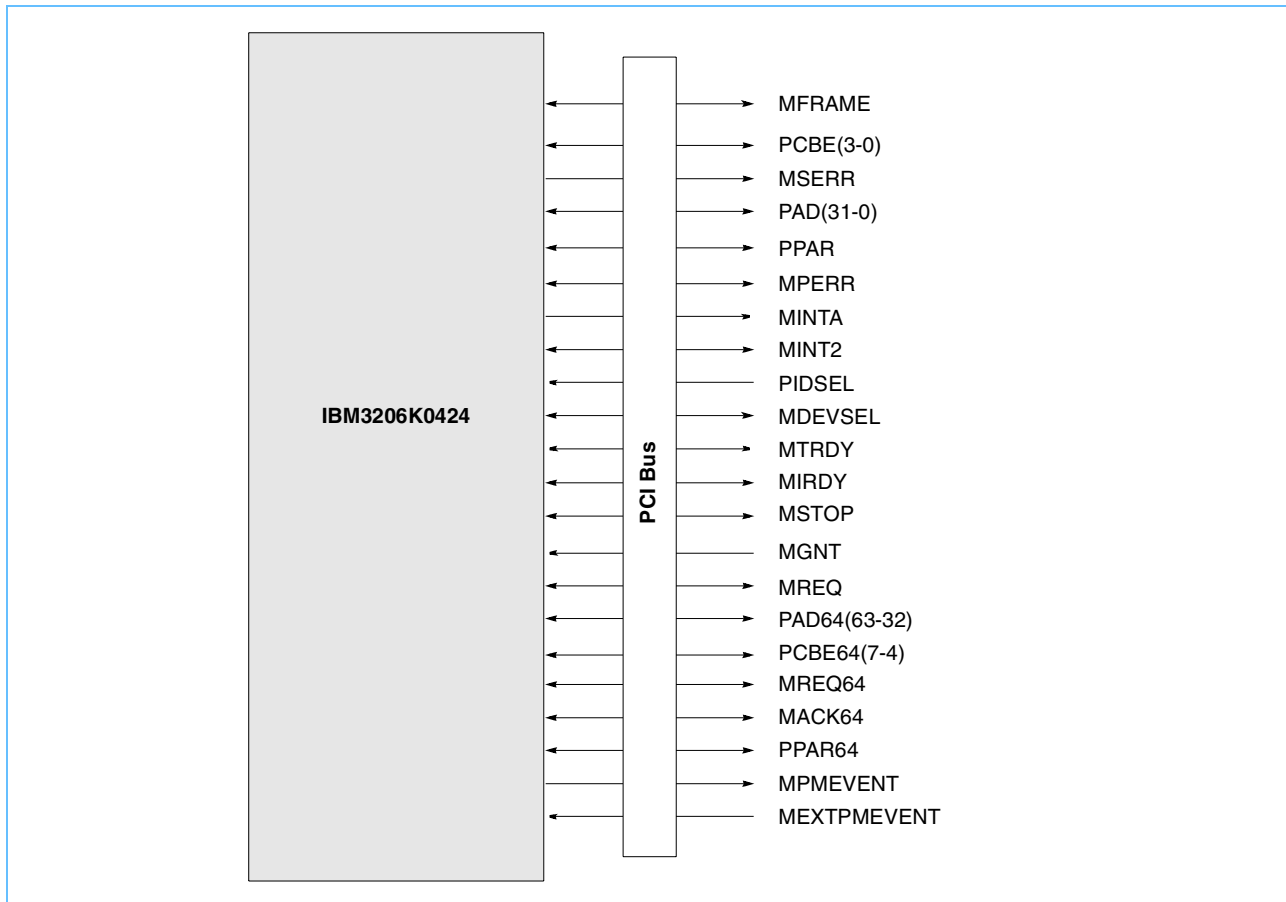 IBM3206K0424
PCI Bus
MFRAME
PCBE(3-0)
MSERR
PAD(31-0)
PPAR
MPERR
MINTA
MINT2
PIDSEL
MDEVSEL
MTRDY
MIRDY
MSTOP
MGNT
MREQ
PAD64(63-32)
PCBE64(7-4)
MREQ64
MACK64
PPAR64
MPMEVENT
MEXTPMEVENT